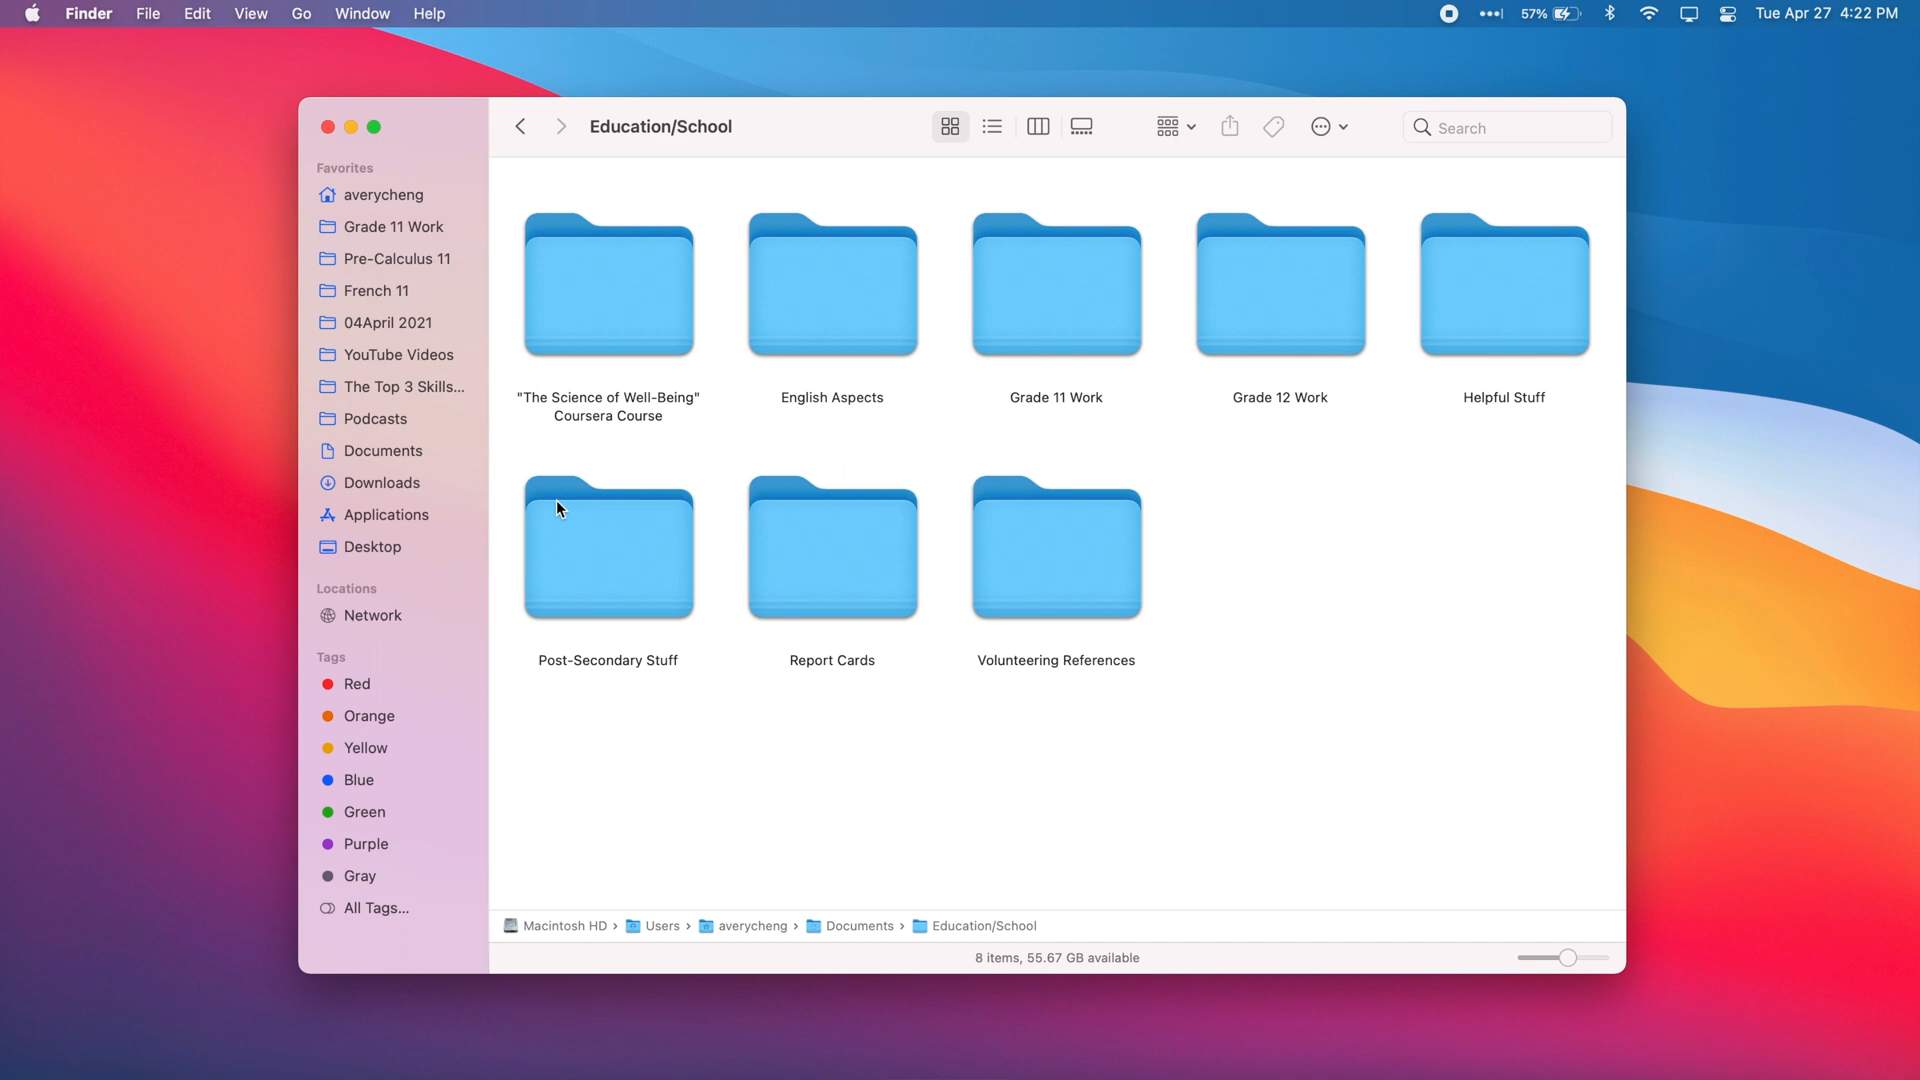 Finder File Edit View Go Window Help
57% Tue Apr 27 4:22 PM
Education/School
Search
Favorites
averycheng
Grade 11 Work
Pre-Calculus 11
French 11
04April 2021
YouTube Videos
The Top 3 Skills...
Podcasts
Documents
Downloads
Applications
Desktop
Locations
Network
Tags
Red
Orange
Yellow
Blue
Green
Purple
Gray
All Tags...
"The Science of Well-Being"
Coursera Course
English Aspects
Grade 11 Work
Grade 12 Work
Helpful Stuff
Post-Secondary Stuff
Report Cards
Volunteering References
Macintosh HD › Users › averycheng › Documents › Education/School
8 items, 55.67 GB available